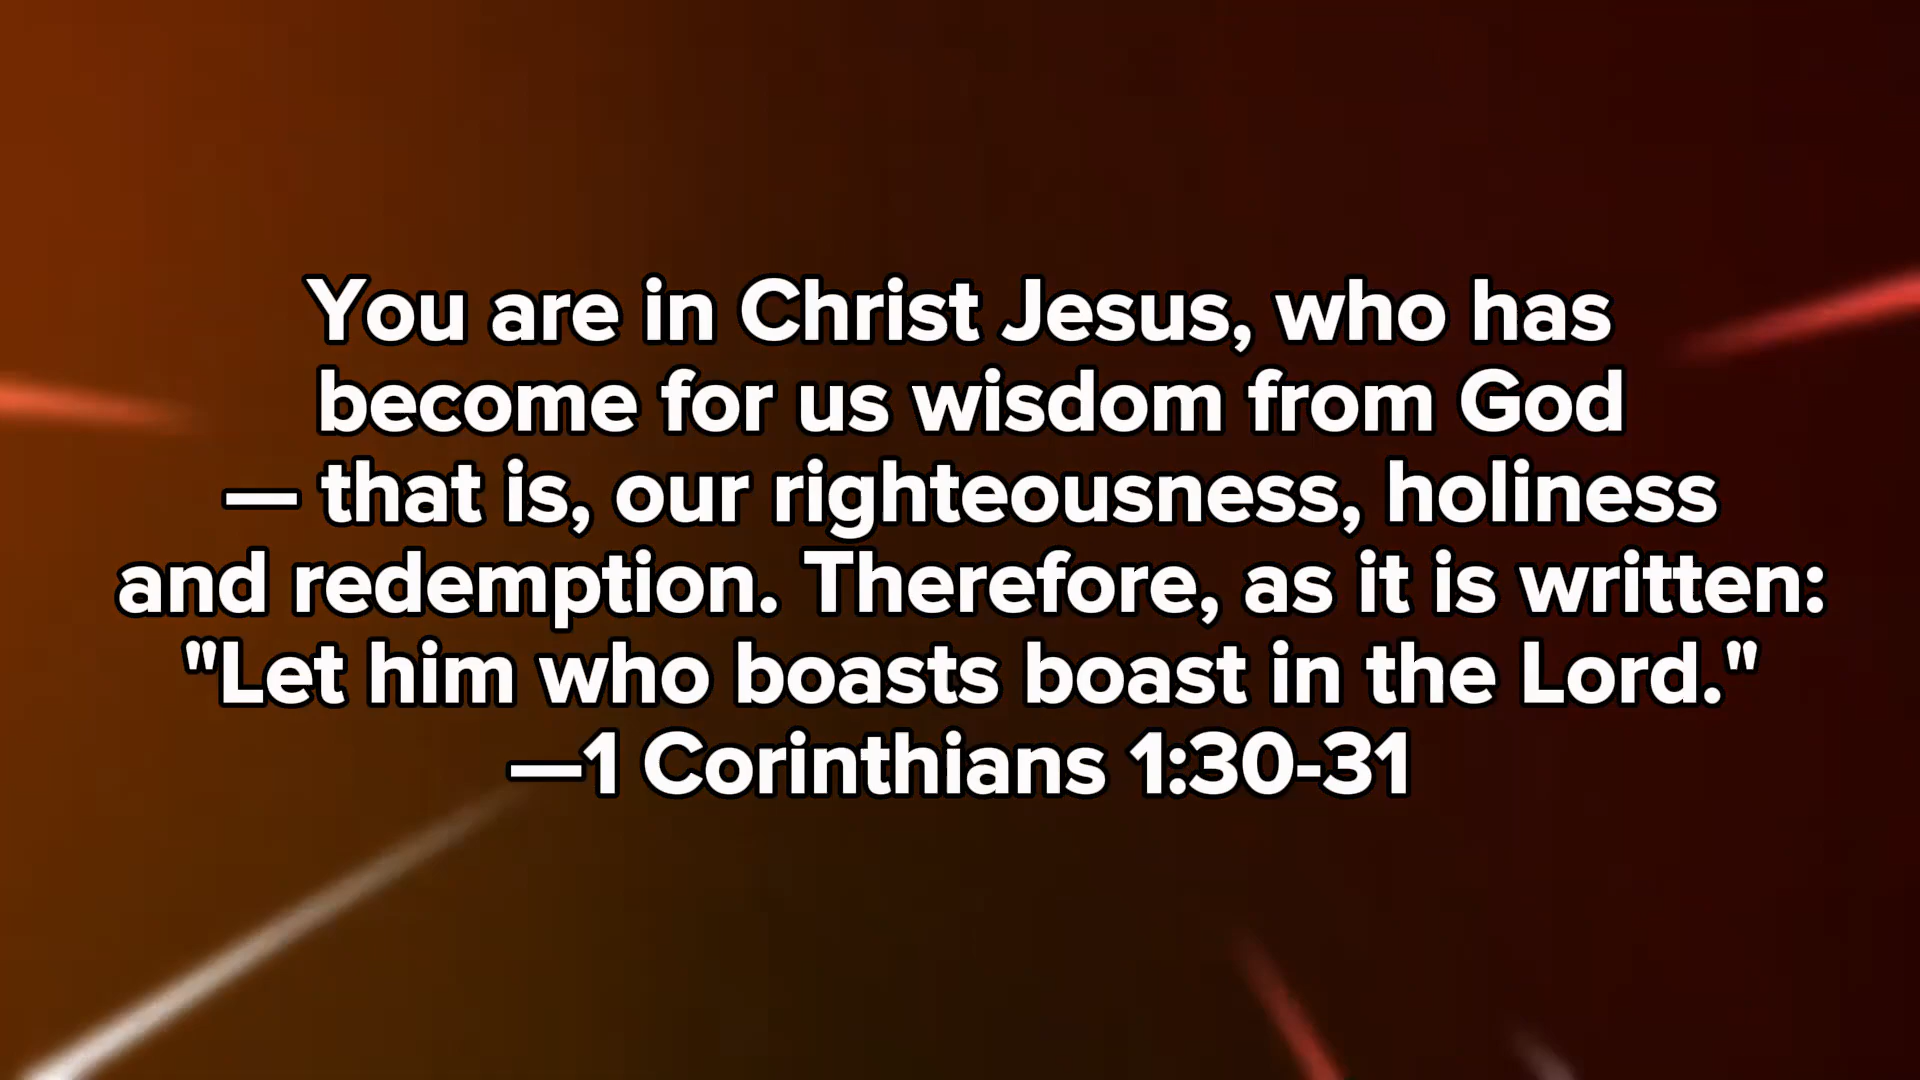 You are in Christ Jesus, who has
become for us wisdom from God
— that is, our righteousness, holiness
and redemption. Therefore, as it is written:
"Let him who boasts boast in the Lord."
—1 Corinthians 1:30-31